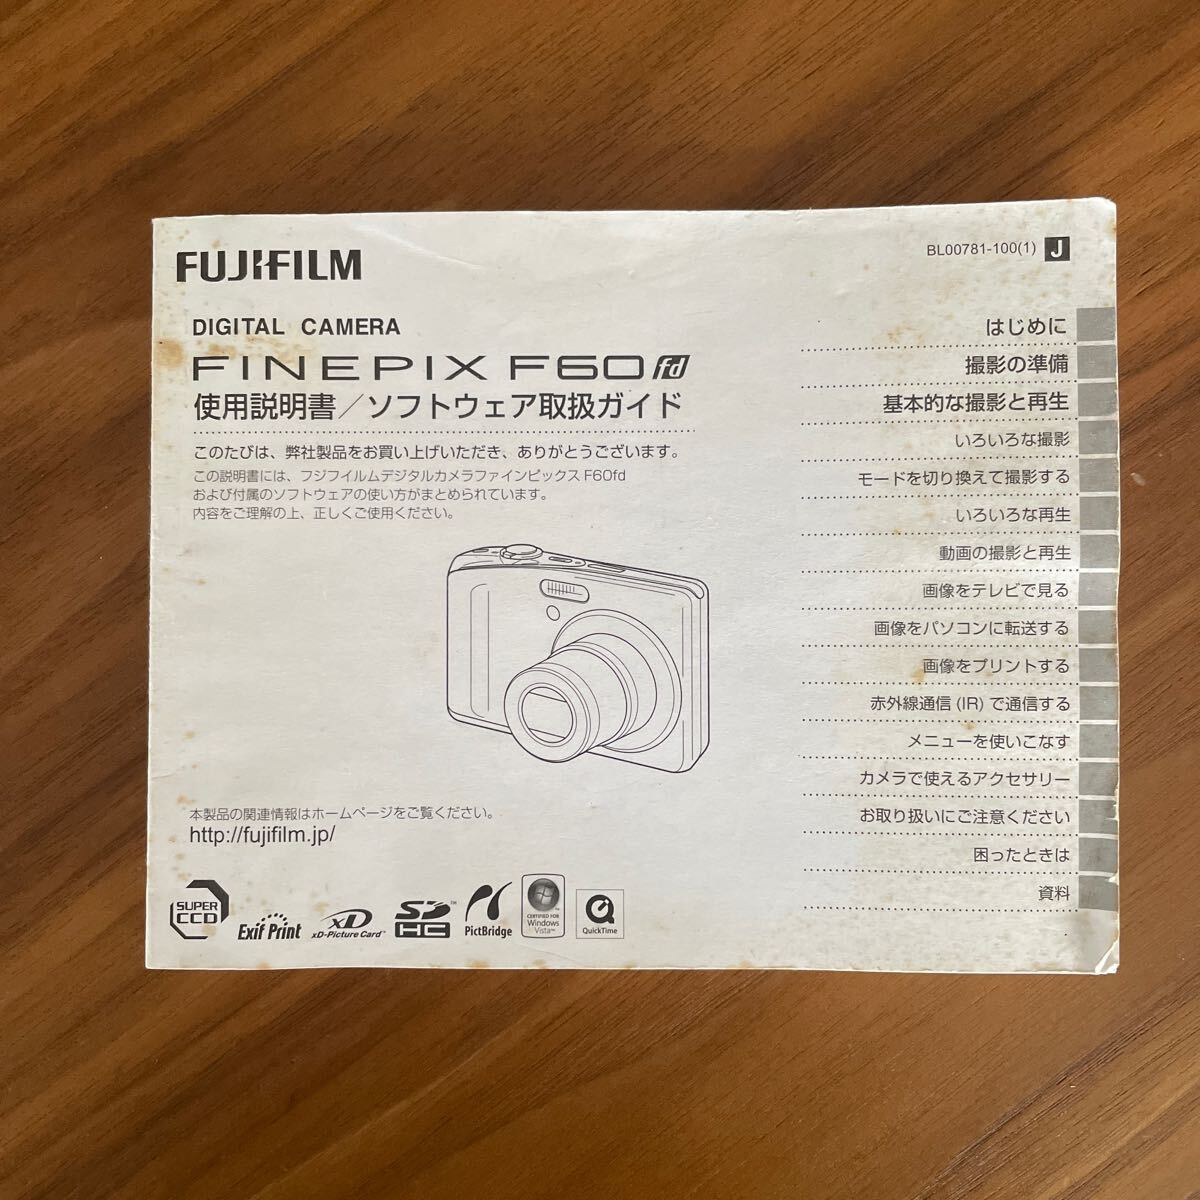 FUJIFILM
BL00781-100(1) J
DIGITAL CAMERA
FINEPIX F60 fd
使用説明書／ソフトウェア取扱ガイド
このたびは、弊社製品をお買い上げいただき、ありがとうございます。
この説明書には、フジフイルムデジタルカメラファインピックス F60fd
および付属のソフトウェアの使い方がまとめられています。
内容をご理解の上、正しくご使用ください。
本製品の関連情報はホームページをご覧ください。
http://fujifilm.jp/
はじめに
撮影の準備
基本的な撮影と再生
いろいろな撮影
モードを切り換えて撮影する
いろいろな再生
動画の撮影と再生
画像をテレビで見る
画像をパソコンに転送する
画像をプリントする
赤外線通信 (IR) で通信する
メニューを使いこなす
カメラで使えるアクセサリー
お取り扱いにご注意ください
困ったときは
資料
SUPER
CCD
Exif Print
xD
xD-Picture Card™
SD™
HC
PictBridge
CERTIFIED FOR
Windows
Vista™
QuickTime